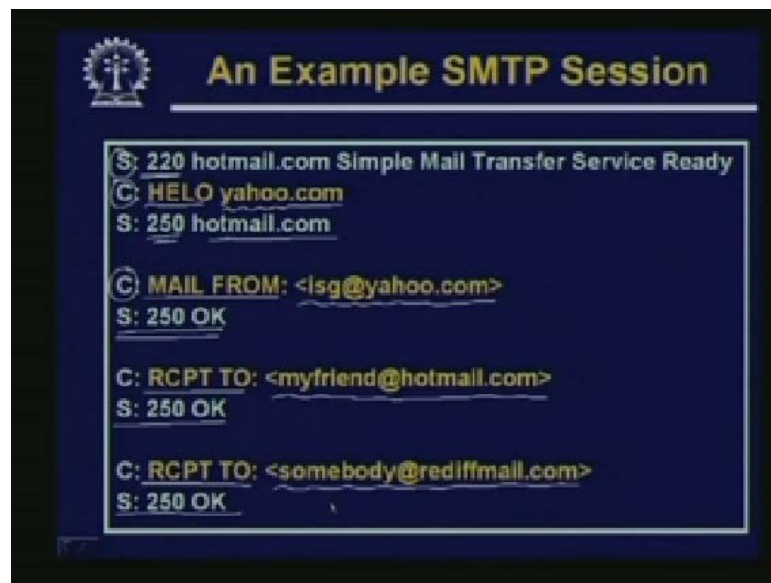 An Example SMTP Session
S: 220 hotmail.com Simple Mail Transfer Service Ready
C: HELO yahoo.com
S: 250 hotmail.com
C: MAIL FROM: <isg@yahoo.com>
S: 250 OK
C: RCPT TO: <myfriend@hotmail.com>
S: 250 OK
C: RCPT TO: <somebody@rediffmail.com>
S: 250 OK